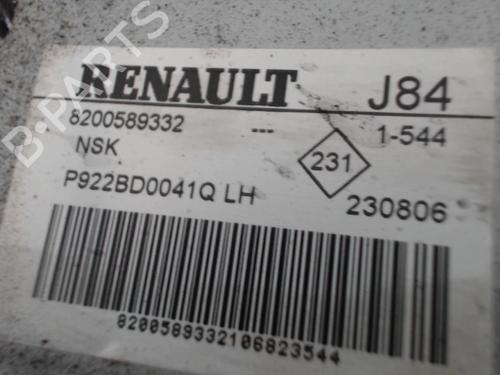 B-PARTS
RENAULT J84
8200589332 --- 1-544
NSK 231
P922BD0041Q LH 230806
8200589332106823544